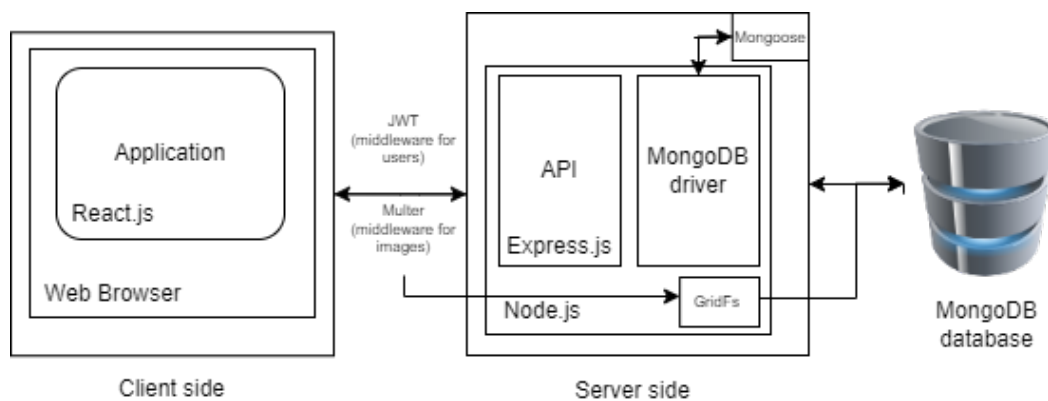 Application
React.js
Web Browser
Client side
JWT
(middleware for
users)
Multer
(middleware for
images)
Mongoose
API
Express.js
MongoDB
driver
GridFs
Node.js
Server side
MongoDB
database